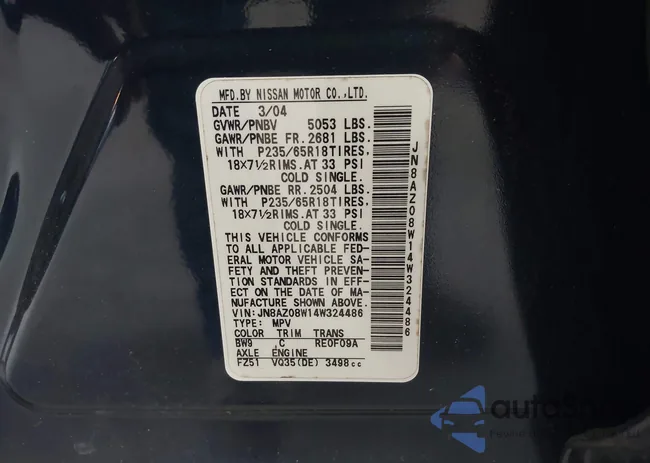 MFD.BY NISSAN MOTOR CO.,LTD.
DATE 3/04
GVWR/PNBV 5053 LBS.
GAWR/PNBE FR. 2681 LBS.
WITH P235/65R18TIRES.
18X7½RIMS.AT 33 PSI
COLD SINGLE.
GAWR/PNBE RR. 2504 LBS.
WITH P235/65R18TIRES.
18X7½RIMS.AT 33 PSI
COLD SINGLE.
THIS VEHICLE CONFORMS
TO ALL APPLICABLE FED-
ERAL MOTOR VEHICLE SA-
FETY AND THEFT PREVEN-
TION STANDARDS IN EFF-
ECT ON THE DATE OF MA-
NUFACTURE SHOWN ABOVE.
VIN:JN8AZ08W14W324486
TYPE: MPV
COLOR TRIM TRANS
BW9 ,C RE0F09A
AXLE ENGINE
FZ51 VQ35(DE) 3498cc
JN8AZ08W14W324486